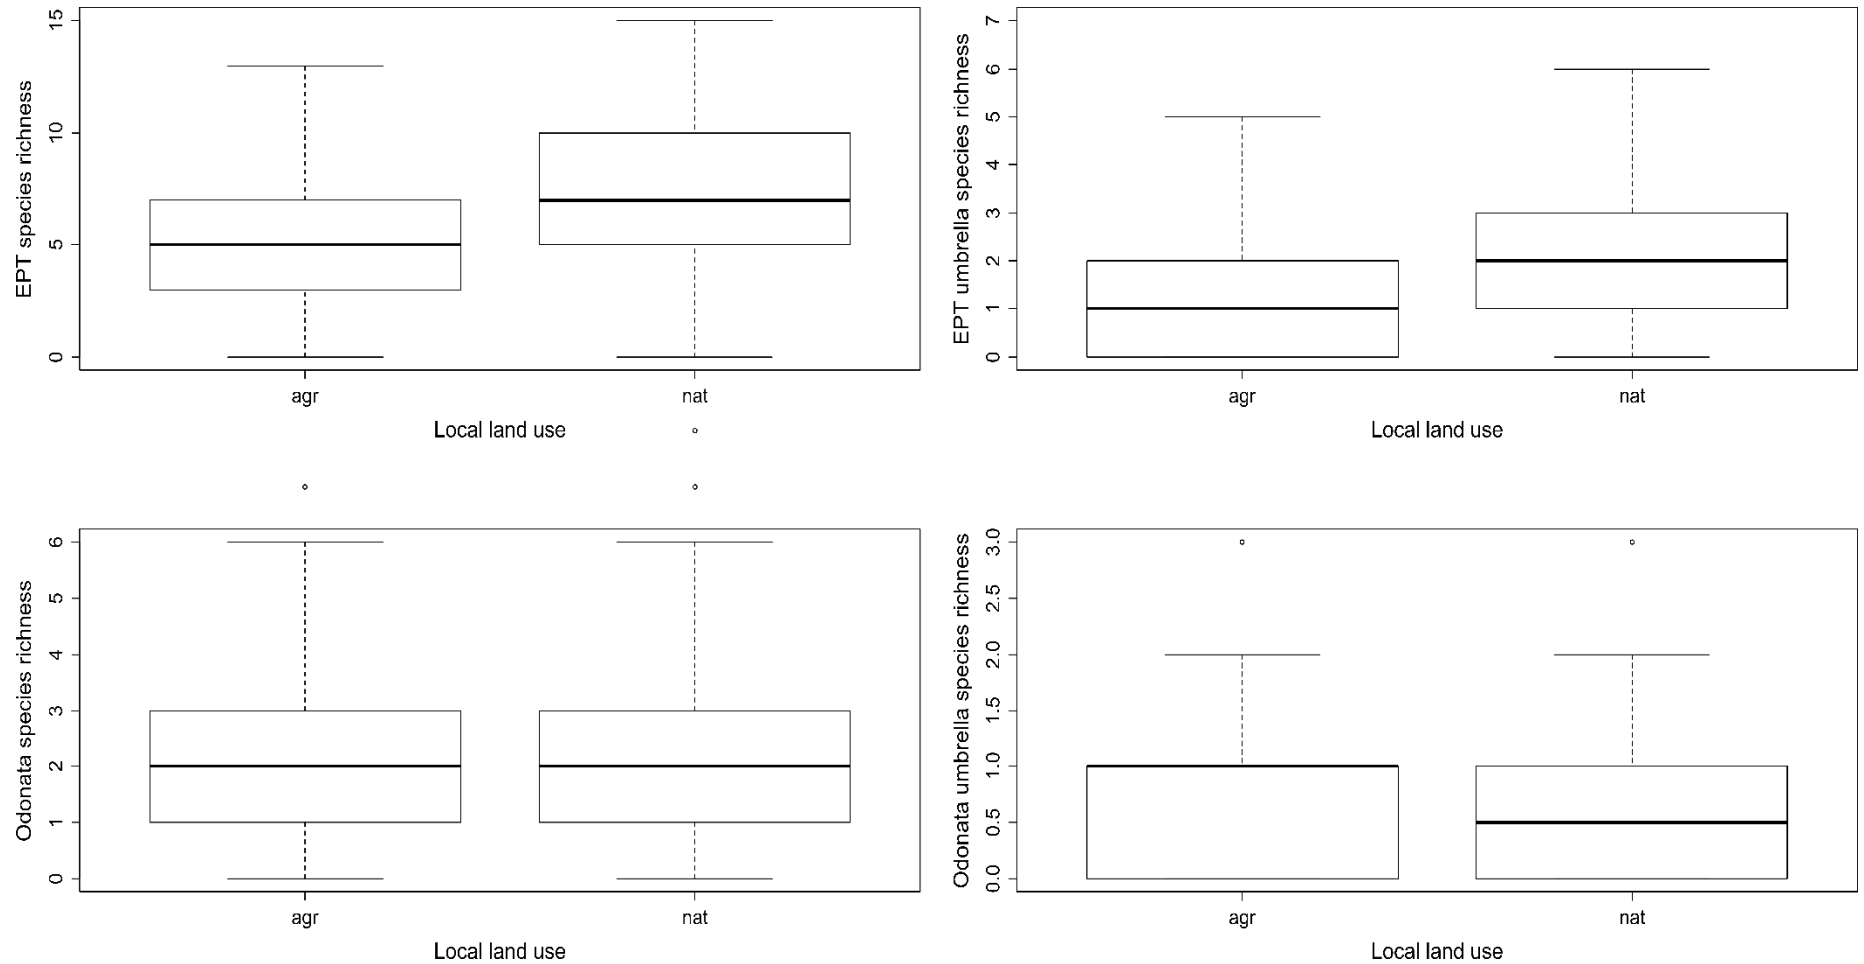 EPT species richness
15
10
5
0
agr
nat
Local land use
EPT umbrella species richness
7
6
5
4
3
2
1
0
agr
nat
Local land use
Odonata species richness
6
5
4
3
2
1
0
agr
nat
Local land use
Odonata umbrella species richness
3.0
2.5
2.0
1.5
1.0
0.5
0.0
agr
nat
Local land use